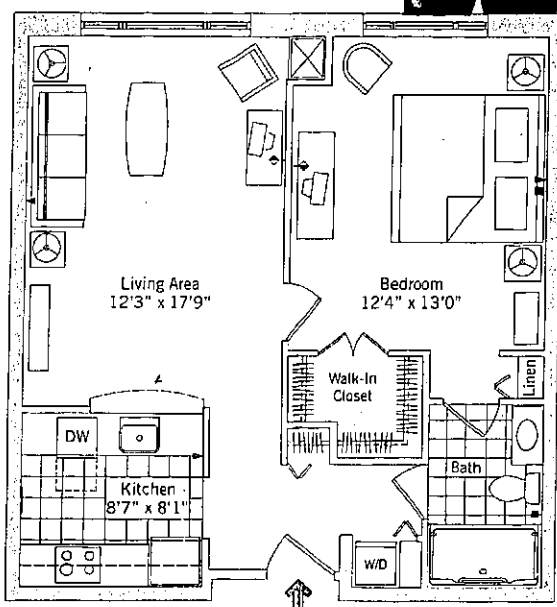 Living Area
12'3" x 17'9"
Bedroom
12'4" x 13'0"
Walk-In
Closet
Linen
DW
Kitchen
8'7" x 8'1"
Bath
W/D